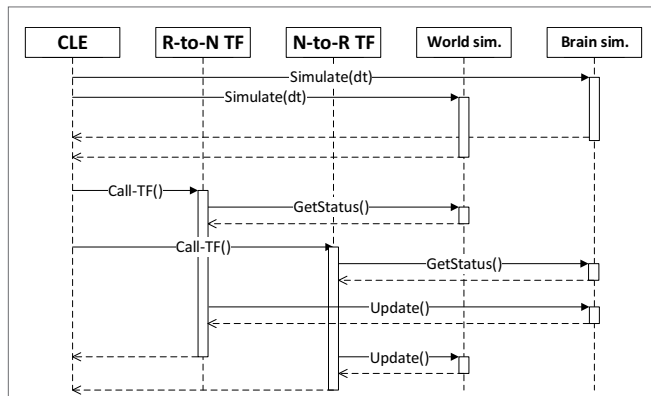 CLE
R-to-N TF
N-to-R TF
World sim.
Brain sim.
Simulate(dt)
Simulate(dt)
Call-TF()
GetStatus()
Call-TF()
GetStatus()
Update()
Update()